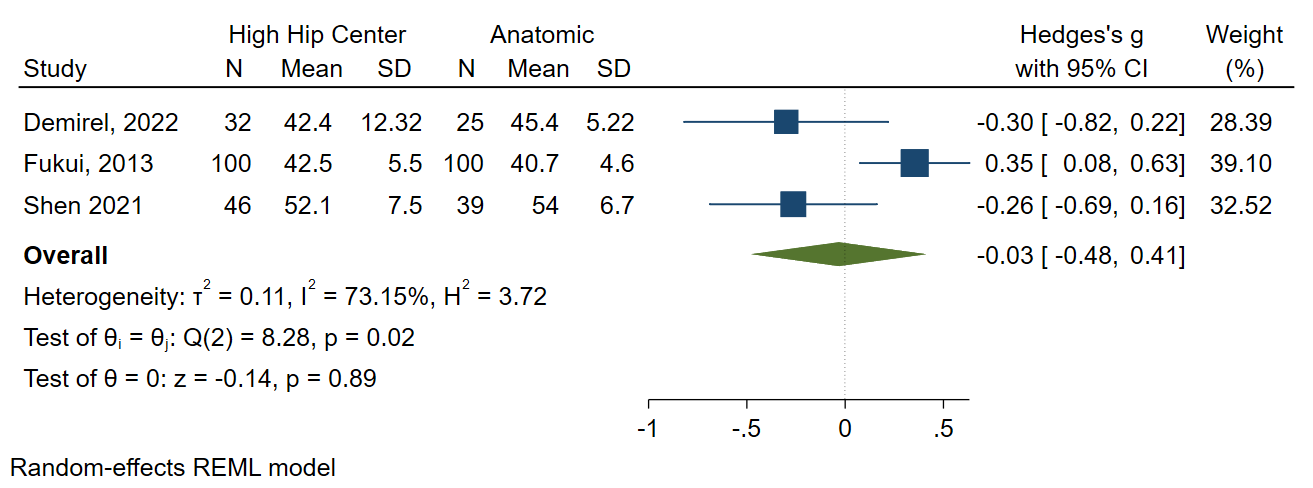 High Hip Center Anatomic Hedges's g Weight
Study N Mean SD N Mean SD with 95% CI (%)
Demirel, 2022 32 42.4 12.32 25 45.4 5.22 -0.30 [ -0.82, 0.22] 28.39
Fukui, 2013 100 42.5 5.5 100 40.7 4.6 0.35 [ 0.08, 0.63] 39.10
Shen 2021 46 52.1 7.5 39 54 6.7 -0.26 [ -0.69, 0.16] 32.52
Overall -0.03 [ -0.48, 0.41]
Heterogeneity: τ² = 0.11, I² = 73.15%, H² = 3.72
Test of θᵢ = θⱼ: Q(2) = 8.28, p = 0.02
Test of θ = 0: z = -0.14, p = 0.89
-1 -.5 0 .5
Random-effects REML model